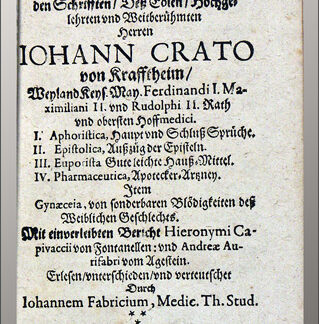 den Schrifften/ Deß Edlen/ Hochge-
lehrten vnd Weitberühmten
Herren
IOHANN CRATO
von Krafftheim/
Weyland Keys. May. Ferdinandi I. Ma-
ximiliani II. vnd Rudolphi II. Rath
vnd obersten Hoffmedici.
I. Aphoristica, Haupt vnd Schluß Sprüche.
II. Epistolica, Außzug der Episteln.
III. Euporista Gute leichte Hauß-Mittel.
IV. Pharmaceutica, Apotecker-Artzney.
Item
Gynæceia, von sonderbaren Blödigkeiten deß
Weiblichen Geschlechts.
Mit einverleibten Bericht Hieronymi Ca-
pivaccii von Fontanellen: vnd Andreæ Au-
rifabri vom Agestein.
Erlesen/ vnterschieden/ vnd verteutschet
Durch
Iohannem Fabricium, Medic. Th. Stud.